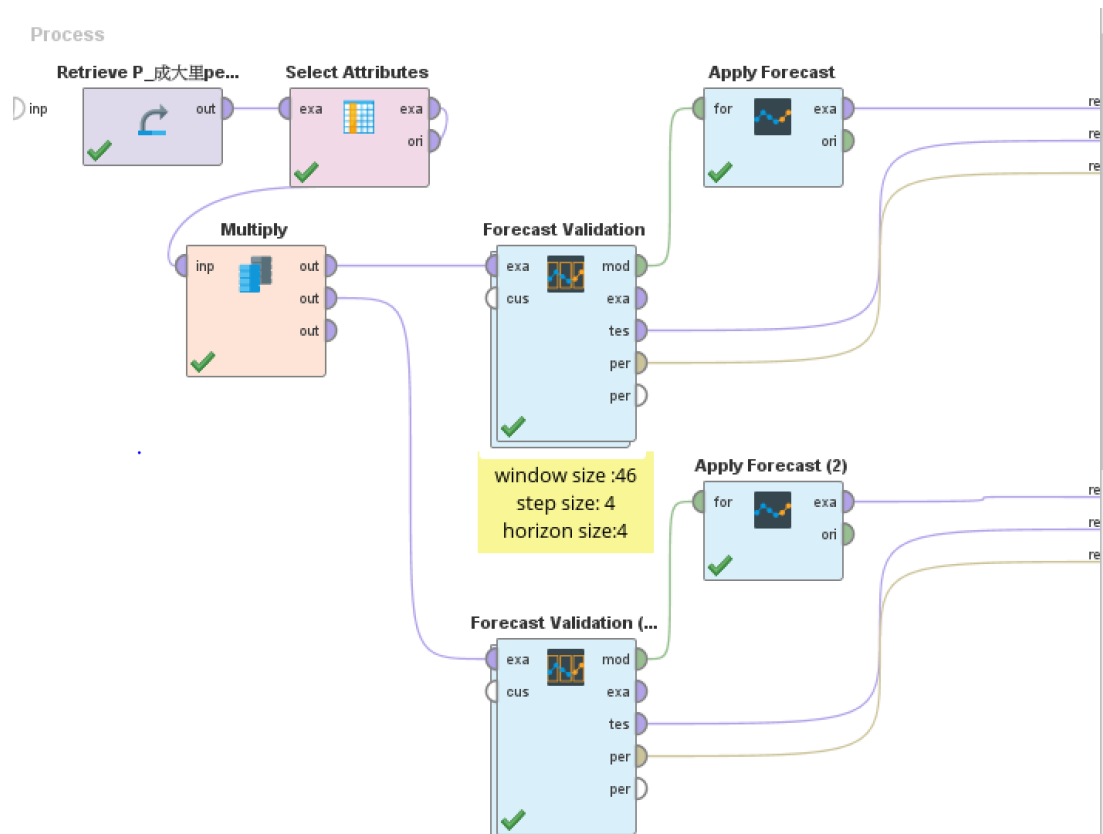 Process
Retrieve P_成大里pe...
inp
out
Select Attributes
exa
exa
ori
Apply Forecast
for
exa
ori
re
re
re
Multiply
inp
out
out
out
Forecast Validation
exa
cus
mod
exa
tes
per
per
window size :46
step size: 4
horizon size:4
Apply Forecast (2)
for
exa
ori
re
re
re
Forecast Validation (...
exa
cus
mod
exa
tes
per
per